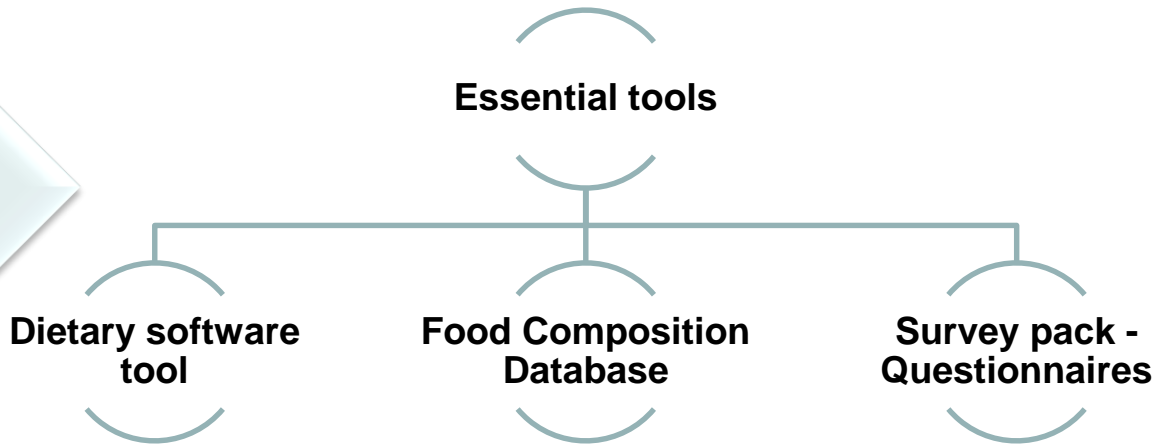 Essential tools
Dietary software
tool
Food Composition
Database
Survey pack -
Questionnaires